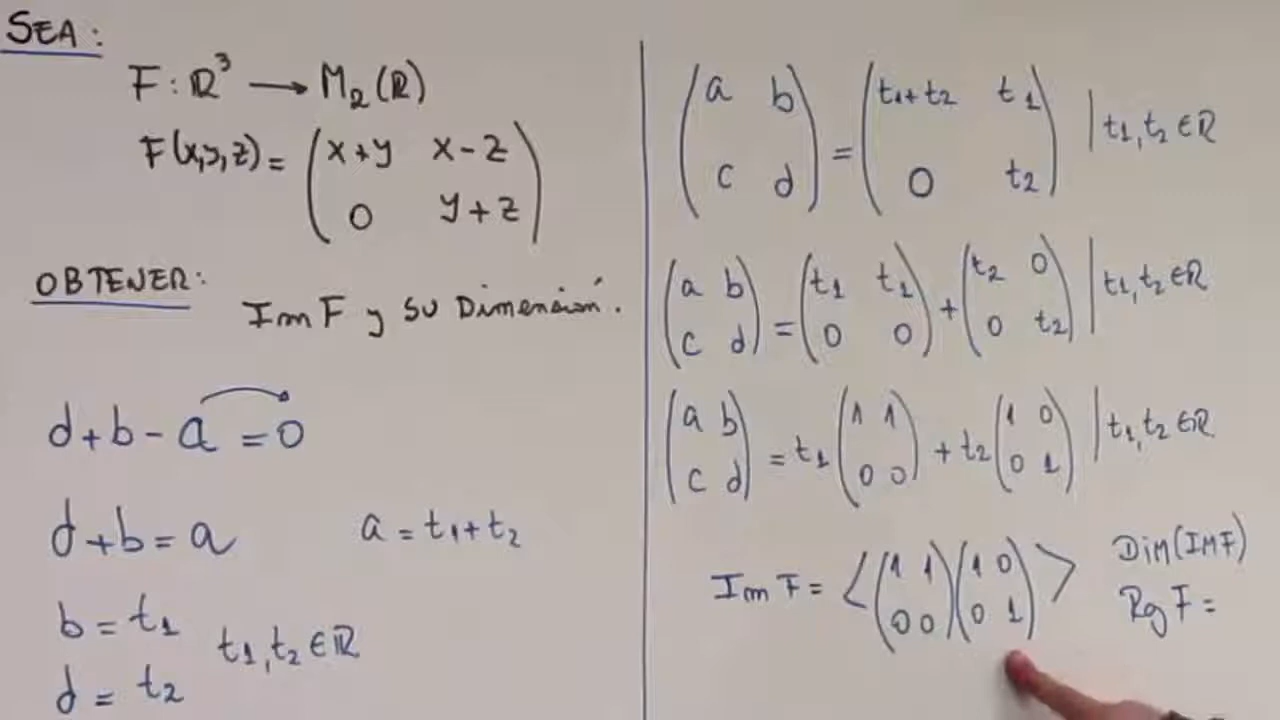 SEA:
F: ℝ³ → M₂(ℝ)
F(x,y,z) = (x+y x-z
0 y+z)
OBTENER:
Im F y su Dimensión.
d+b-a=0
d+b=a a=t₁+t₂
b=t₁
t₁,t₂∈ℝ
d=t₂
(a b = (t₁+t₂ t₁ | t₁,t₂∈ℝ
c d) 0 t₂)
(a b = (t₁ t₁ + (t₂ 0 | t₁,t₂∈ℝ
c d) 0 0) 0 t₂)
(a b = t₁ (1 1 + t₂ (1 0 | t₁,t₂∈ℝ
c d) 0 0) 0 1)
Im F = <(1 1 (1 0 > Dim(IMF)
0 0) 0 1) Rg F =